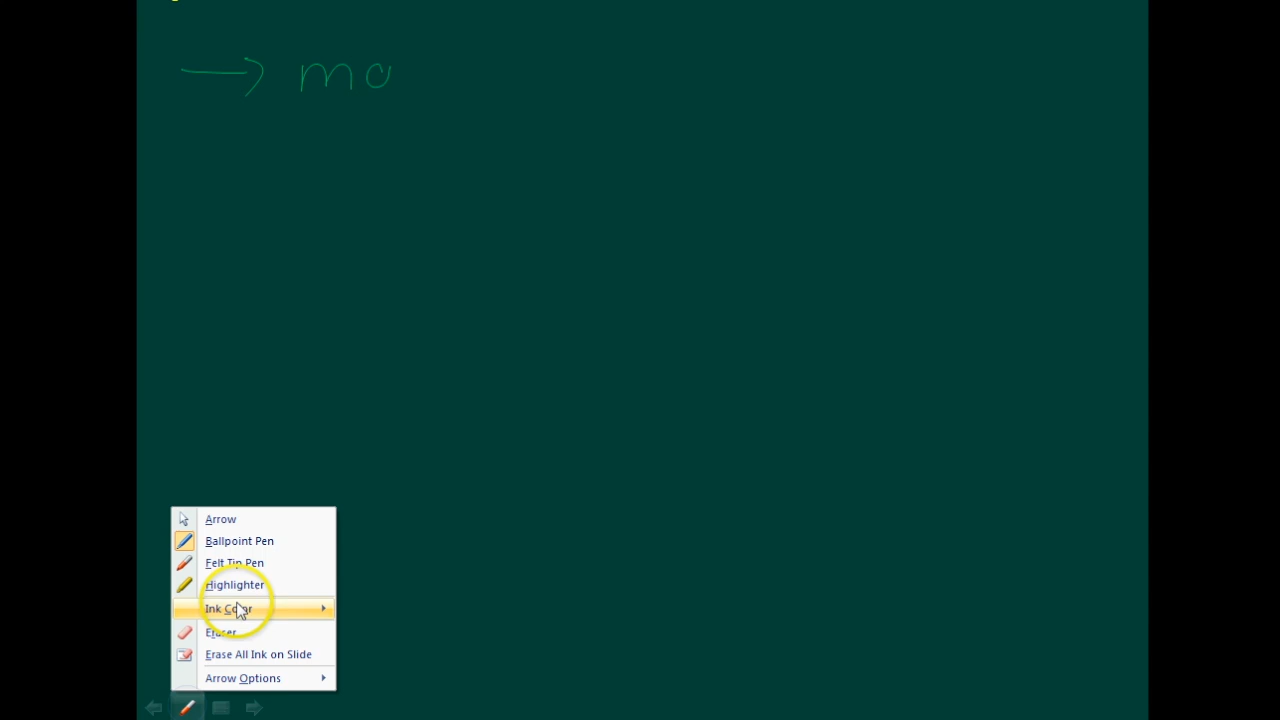 → mo
Arrow
Ballpoint Pen
Felt Tip Pen
Highlighter
Ink Color
Eraser
Erase All Ink on Slide
Arrow Options